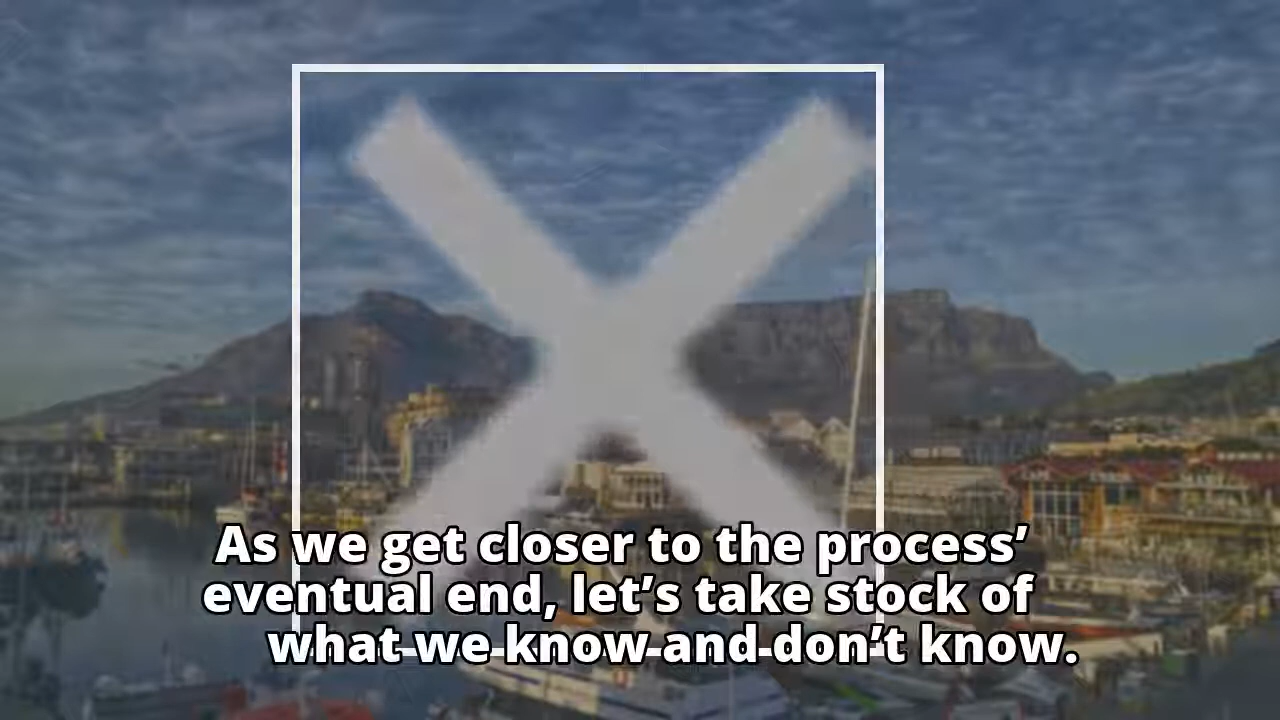 As we get closer to the process’
eventual end, let’s take stock of
what we know and don’t know.